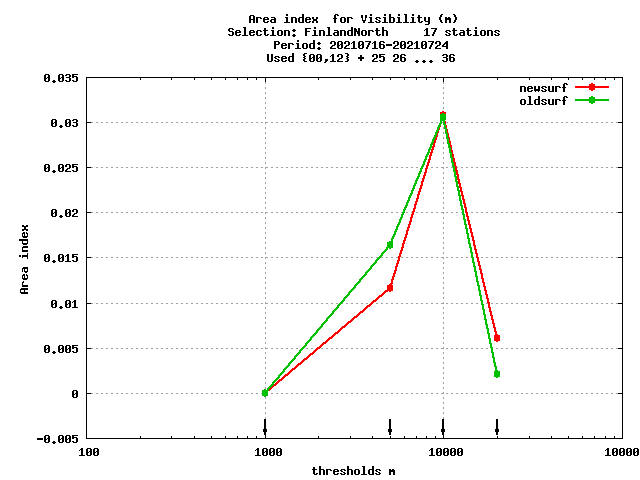 Area index  for Visibility (m)
Selection: FinlandNorth     17 stations
Period: 20210716-20210724
Used {00,12} + 25 26 ... 36
newsurf
oldsurf
0.035
0.03
0.025
0.02
0.015
0.01
0.005
0
-0.005
Area index
100 1000 10000 10000
thresholds m